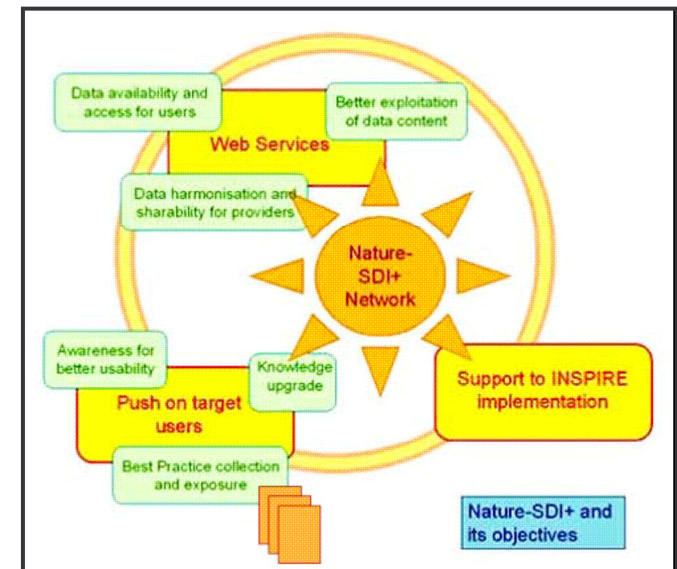 Data availability and
access for users
Better exploitation
of data content
Web Services
Data harmonisation and
sharability for providers
Nature-
SDI+
Network
Awareness for
better usability
Knowledge
upgrade
Push on target
users
Support to INSPIRE
implementation
Best Practice collection
and exposure
Nature-SDI+ and
its objectives